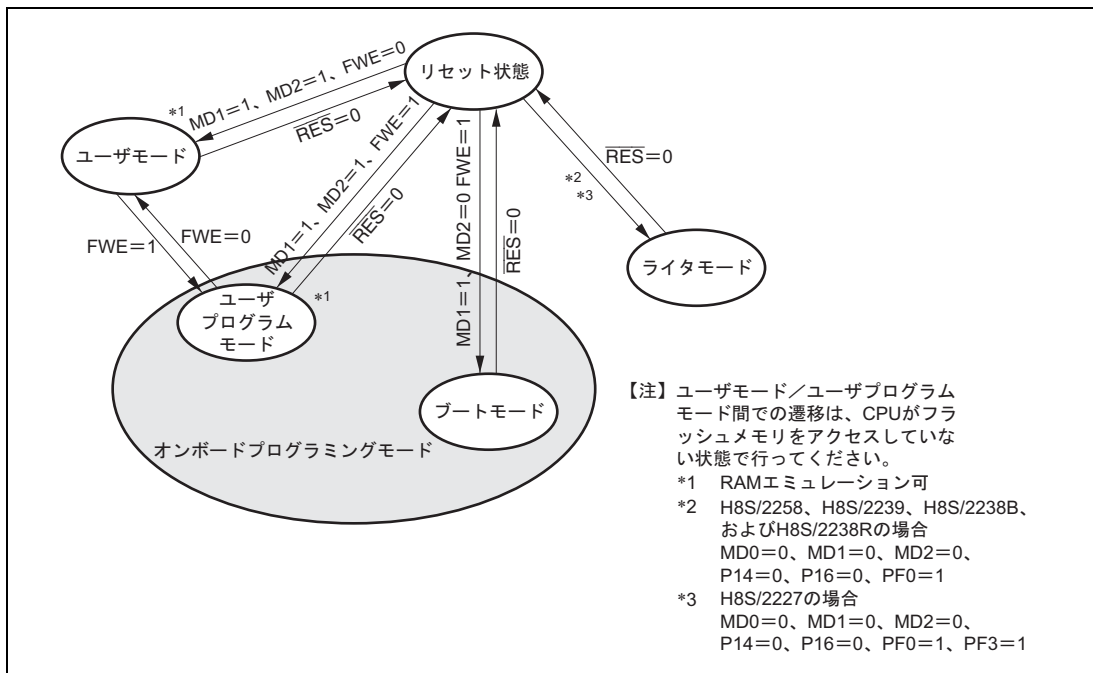 リセット状態
MD1＝1、MD2＝1、FWE＝0
RES＝0
*1
ユーザモード
MD1＝1、MD2＝1、FWE＝1
RES＝0
MD1＝1、MD2＝0 FWE＝1
RES＝0
RES＝0
*2
*3
FWE＝1
FWE＝0
ライタモード
ユーザ
プログラム
モード
*1
ブートモード
オンボードプログラミングモード
【注】ユーザモード／ユーザプログラム
モード間での遷移は、CPUがフラ
ッシュメモリをアクセスしていな
い状態で行ってください。
*1 RAMエミュレーション可
*2 H8S/2258、H8S/2239、H8S/2238B、
およびH8S/2238Rの場合
MD0＝0、MD1＝0、MD2＝0、
P14＝0、P16＝0、PF0＝1
*3 H8S/2227の場合
MD0＝0、MD1＝0、MD2＝0、
P14＝0、P16＝0、PF0＝1、PF3＝1